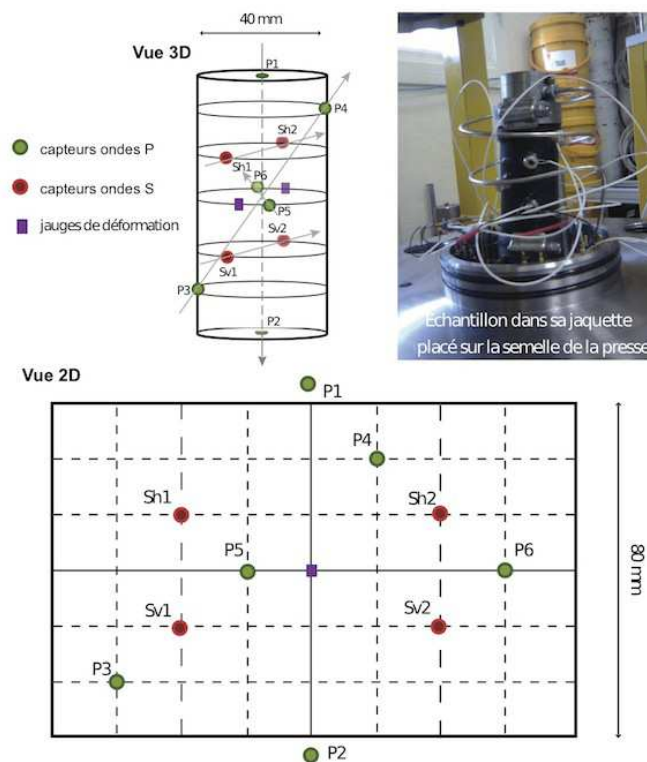 40 mm
Vue 3D
P1
P4
capteurs ondes P
Sh2
Sh1
capteurs ondes S
P6
jauges de déformation
P5
Sv2
Sv1
P3
P2
Echantillon dans sa jaquette
placé sur la semelle de la presse
Vue 2D
P1
P4
Sh1
Sh2
P5
P6
80 mm
Sv1
Sv2
P3
P2